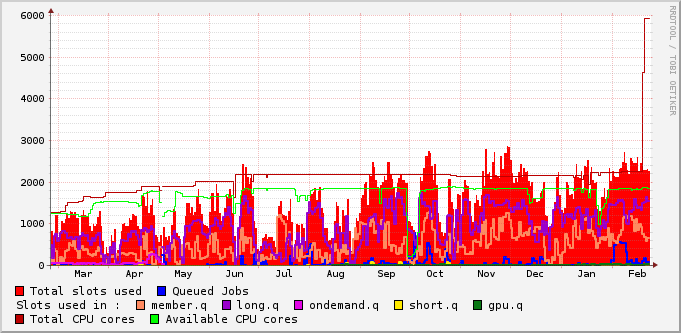 6000
5000
4000
3000
2000
1000
0
Mar Apr May Jun Jul Aug Sep Oct Nov Dec Jan Feb
RRDTOOL / TOBI OETIKER
Total slots used Queued Jobs
Slots used in : member.q long.q ondemand.q short.q gpu.q
Total CPU cores Available CPU cores